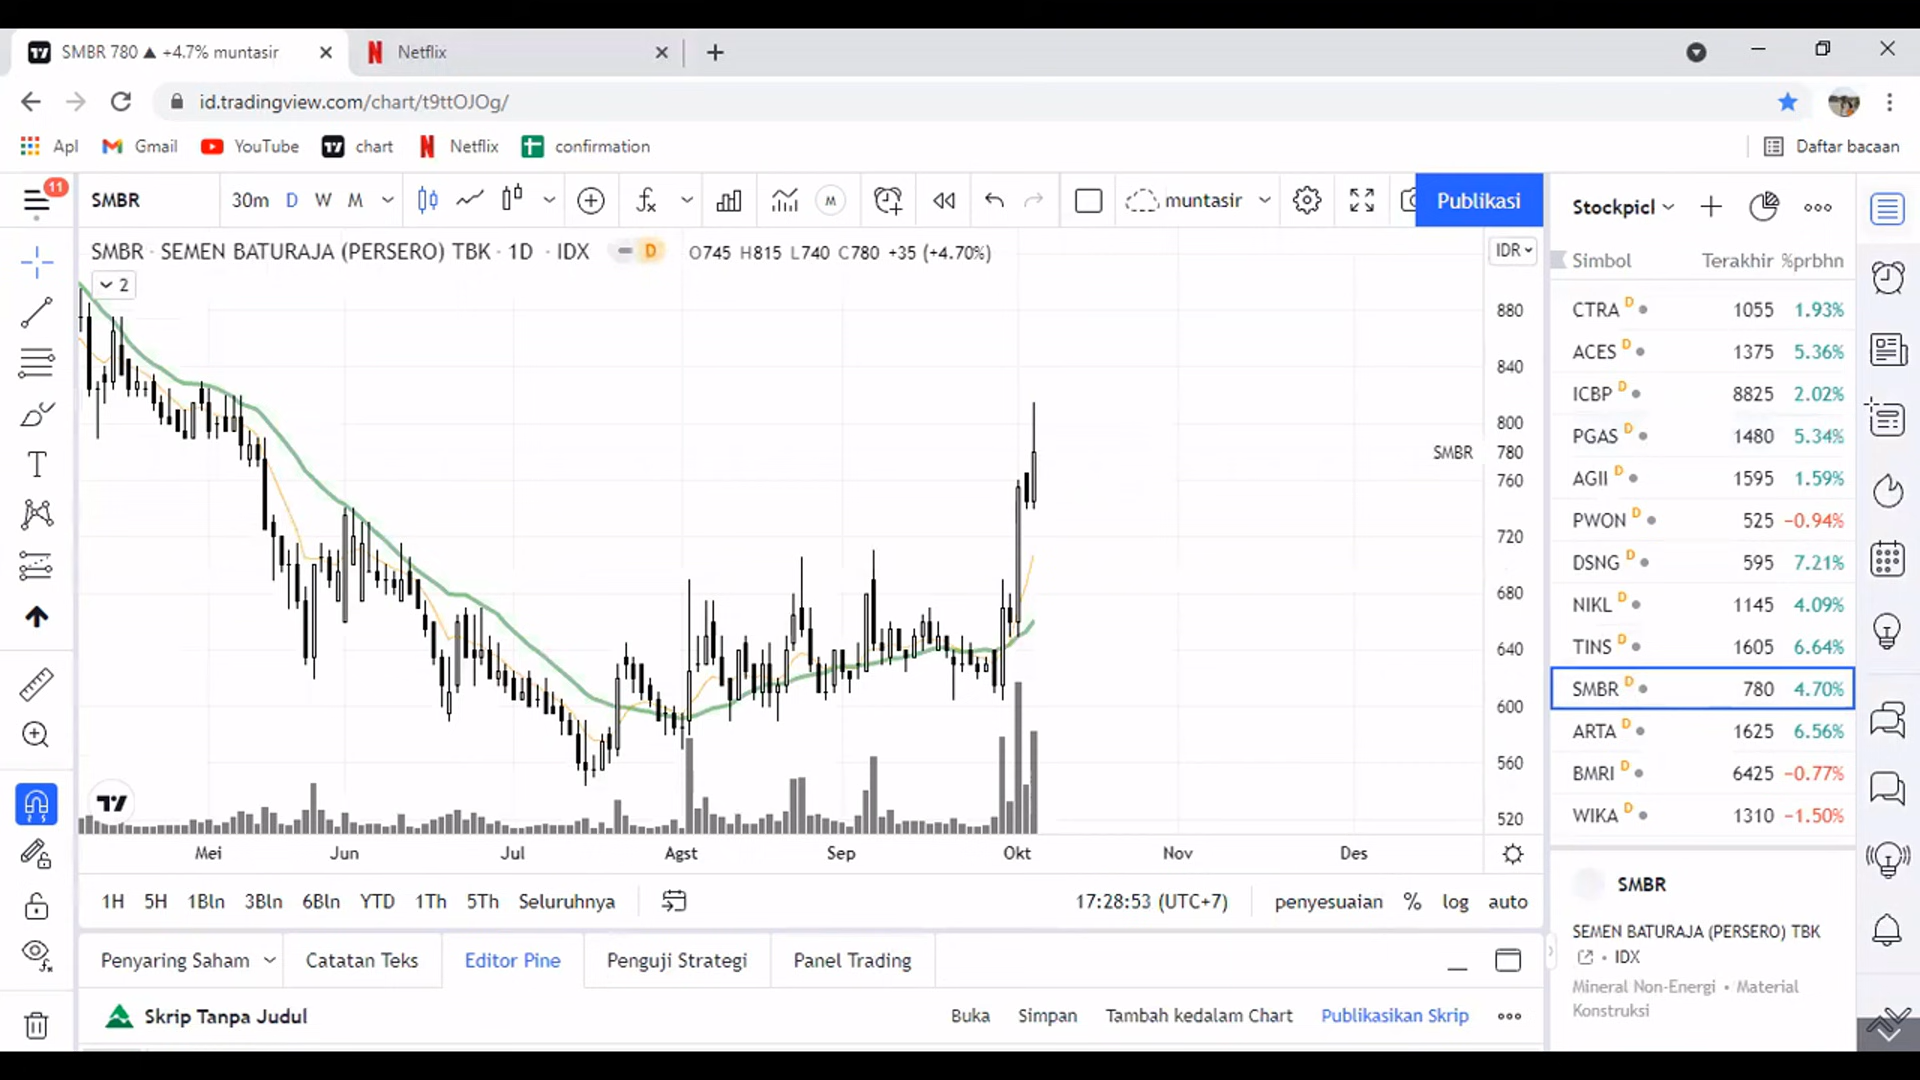 SMBR 780 ▲ +4.7% muntasir
Netflix
id.tradingview.com/chart/t9ttOJOg/
Apl Gmail YouTube chart Netflix confirmation Daftar bacaan
11
SMBR 30m D W M muntasir Publikasi
SMBR · SEMEN BATURAJA (PERSERO) TBK · 1D · IDX D O745 H815 L740 C780 +35 (+4.70%)
2
IDR
880
840
800
SMBR 780
760
720
680
640
600
560
520
Mei Jun Jul Agst Sep Okt Nov Des
1H 5H 1Bln 3Bln 6Bln YTD 1Th 5Th Seluruhnya 17:28:53 (UTC+7) penyesuaian % log auto
Penyaring Saham Catatan Teks Editor Pine Penguji Strategi Panel Trading
Skrip Tanpa Judul Buka Simpan Tambah kedalam Chart Publikasikan Skrip
Stockpicl
Simbol Terakhir %prbhn
CTRA D 1055 1.93%
ACES D 1375 5.36%
ICBP D 8825 2.02%
PGAS D 1480 5.34%
AGII D 1595 1.59%
PWON D 525 −0.94%
DSNG D 595 7.21%
NIKL D 1145 4.09%
TINS D 1605 6.64%
SMBR D 780 4.70%
ARTA D 1625 6.56%
BMRI D 6425 −0.77%
WIKA D 1310 −1.50%
SMBR
SEMEN BATURAJA (PERSERO) TBK
• IDX
Mineral Non-Energi • Material
Konstruksi